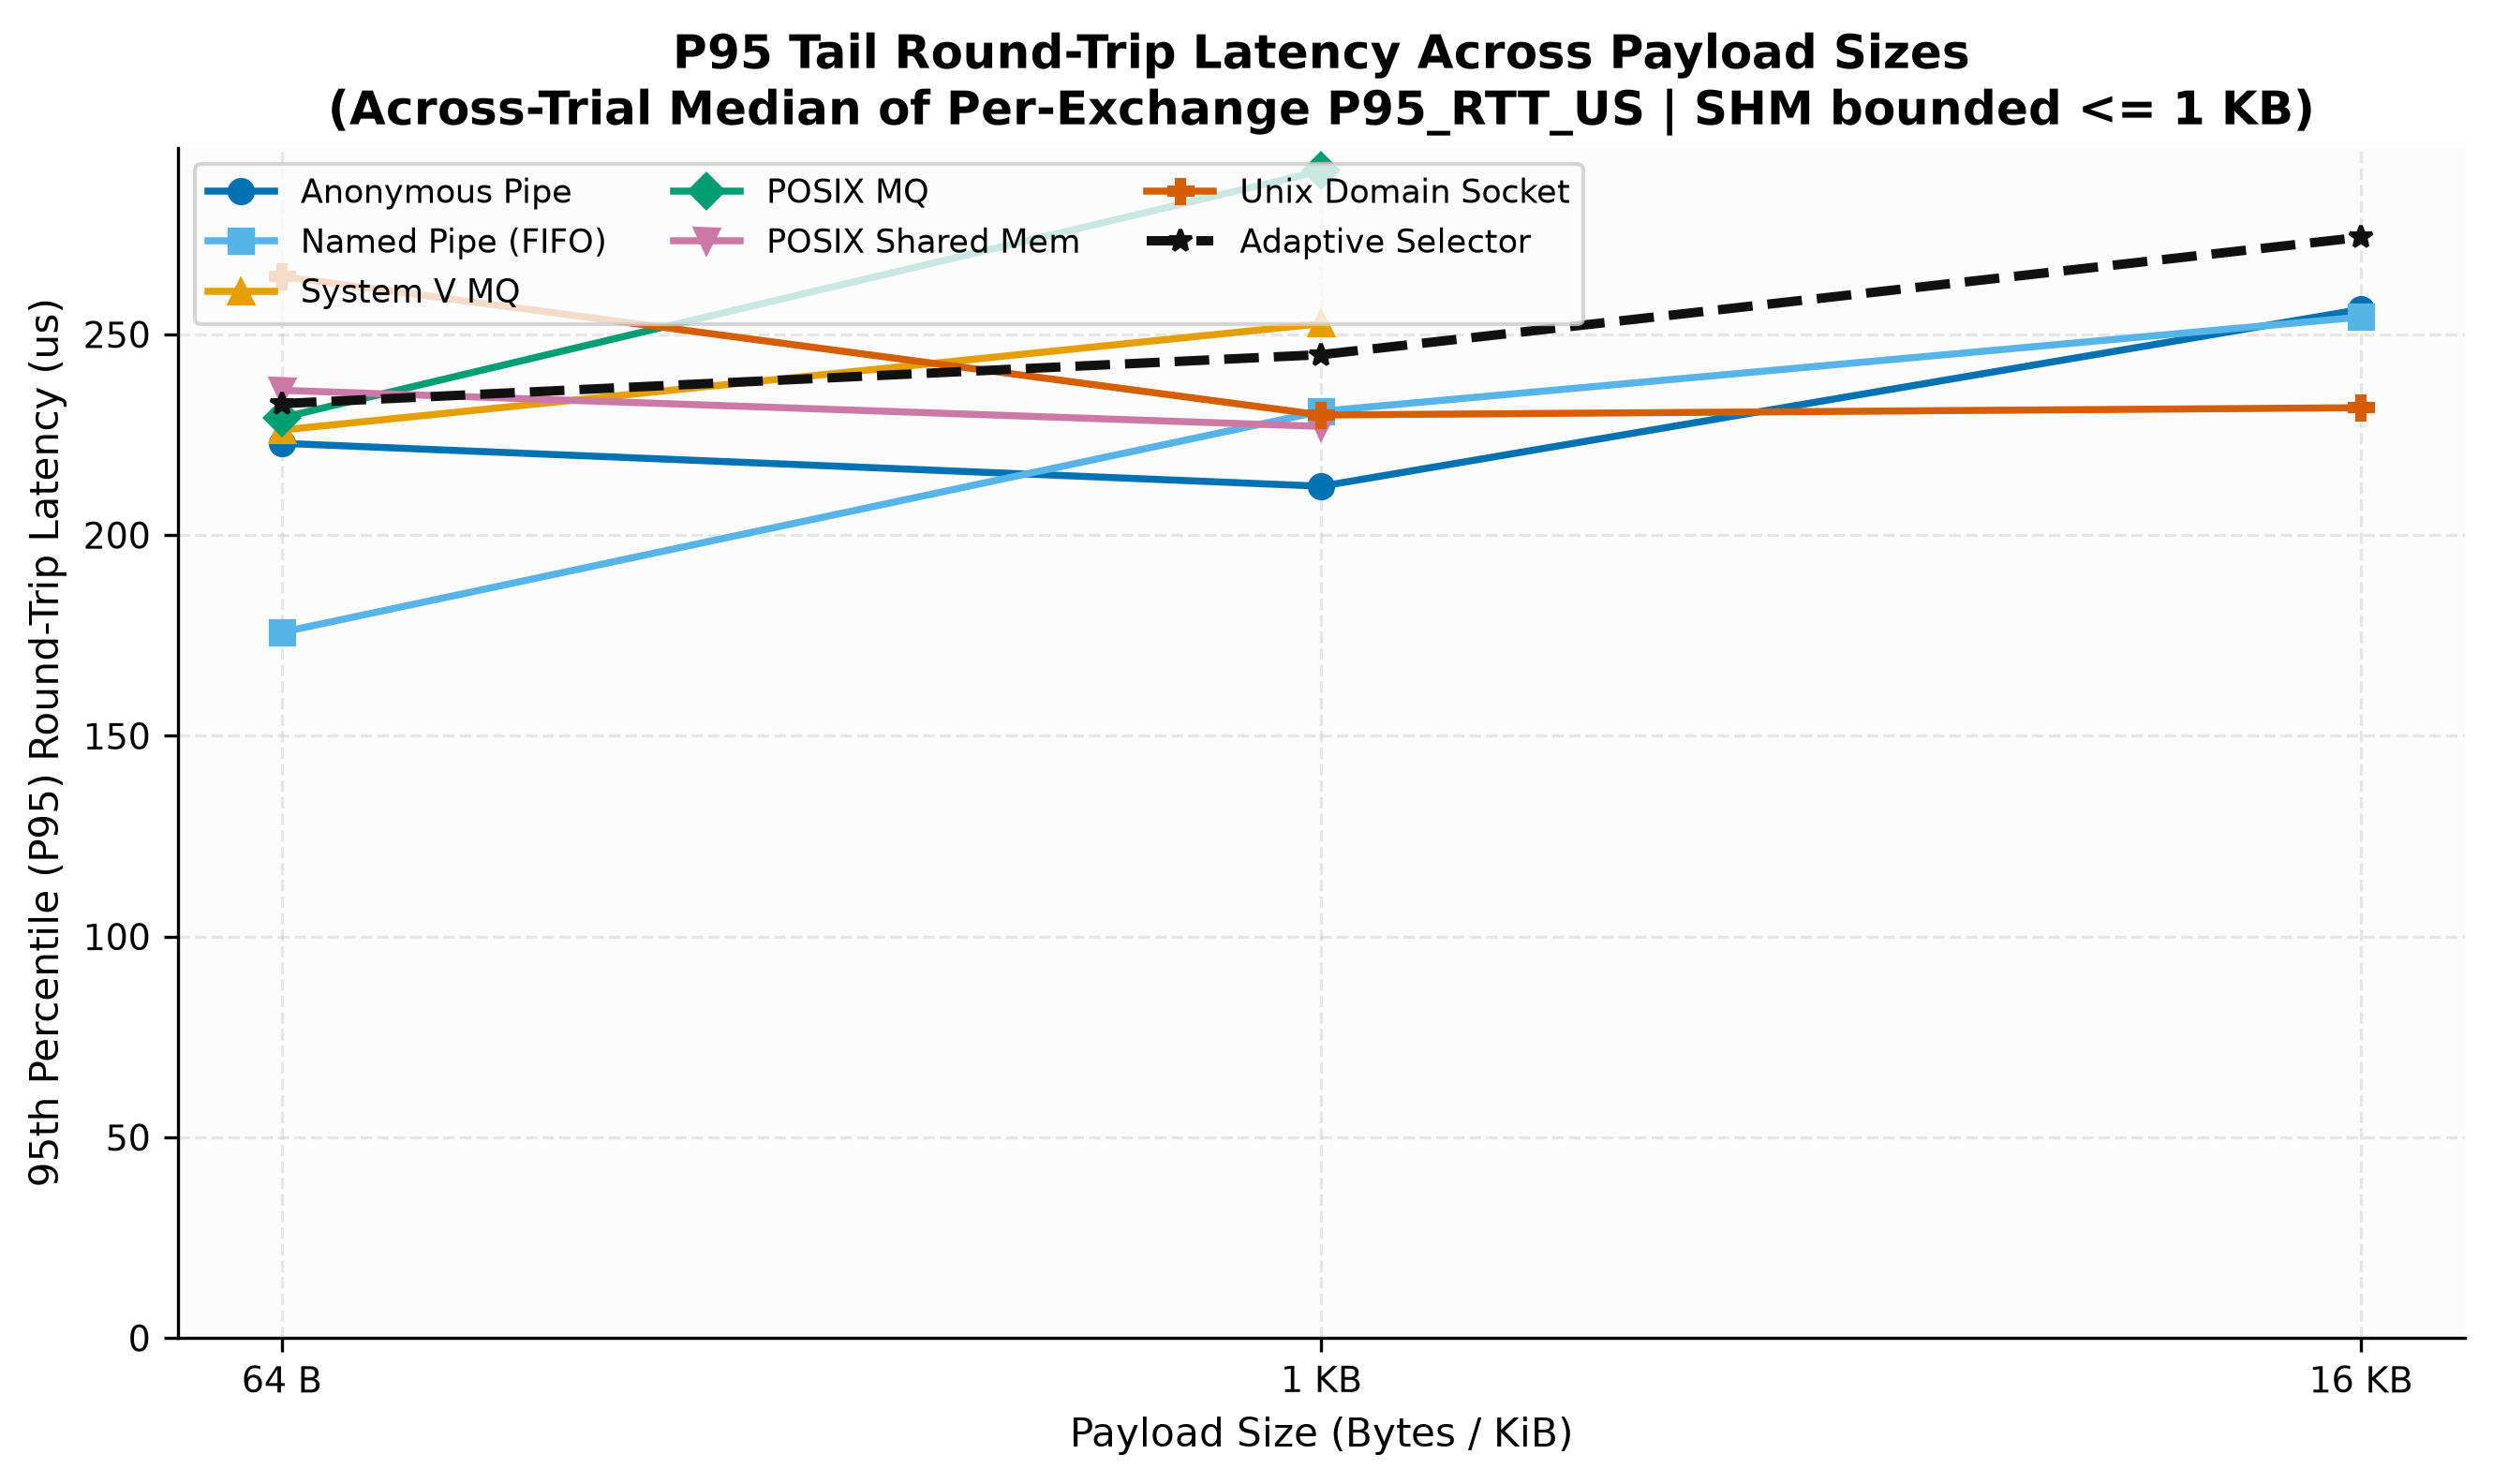 P95 Tail Round-Trip Latency Across Payload Sizes
(Across-Trial Median of Per-Exchange P95_RTT_US | SHM bounded <= 1 KB)
Anonymous Pipe
Named Pipe (FIFO)
System V MQ
POSIX MQ
POSIX Shared Mem
Unix Domain Socket
Adaptive Selector
95th Percentile (P95) Round-Trip Latency (us)
250
200
150
100
50
0
64 B
1 KB
16 KB
Payload Size (Bytes / KiB)